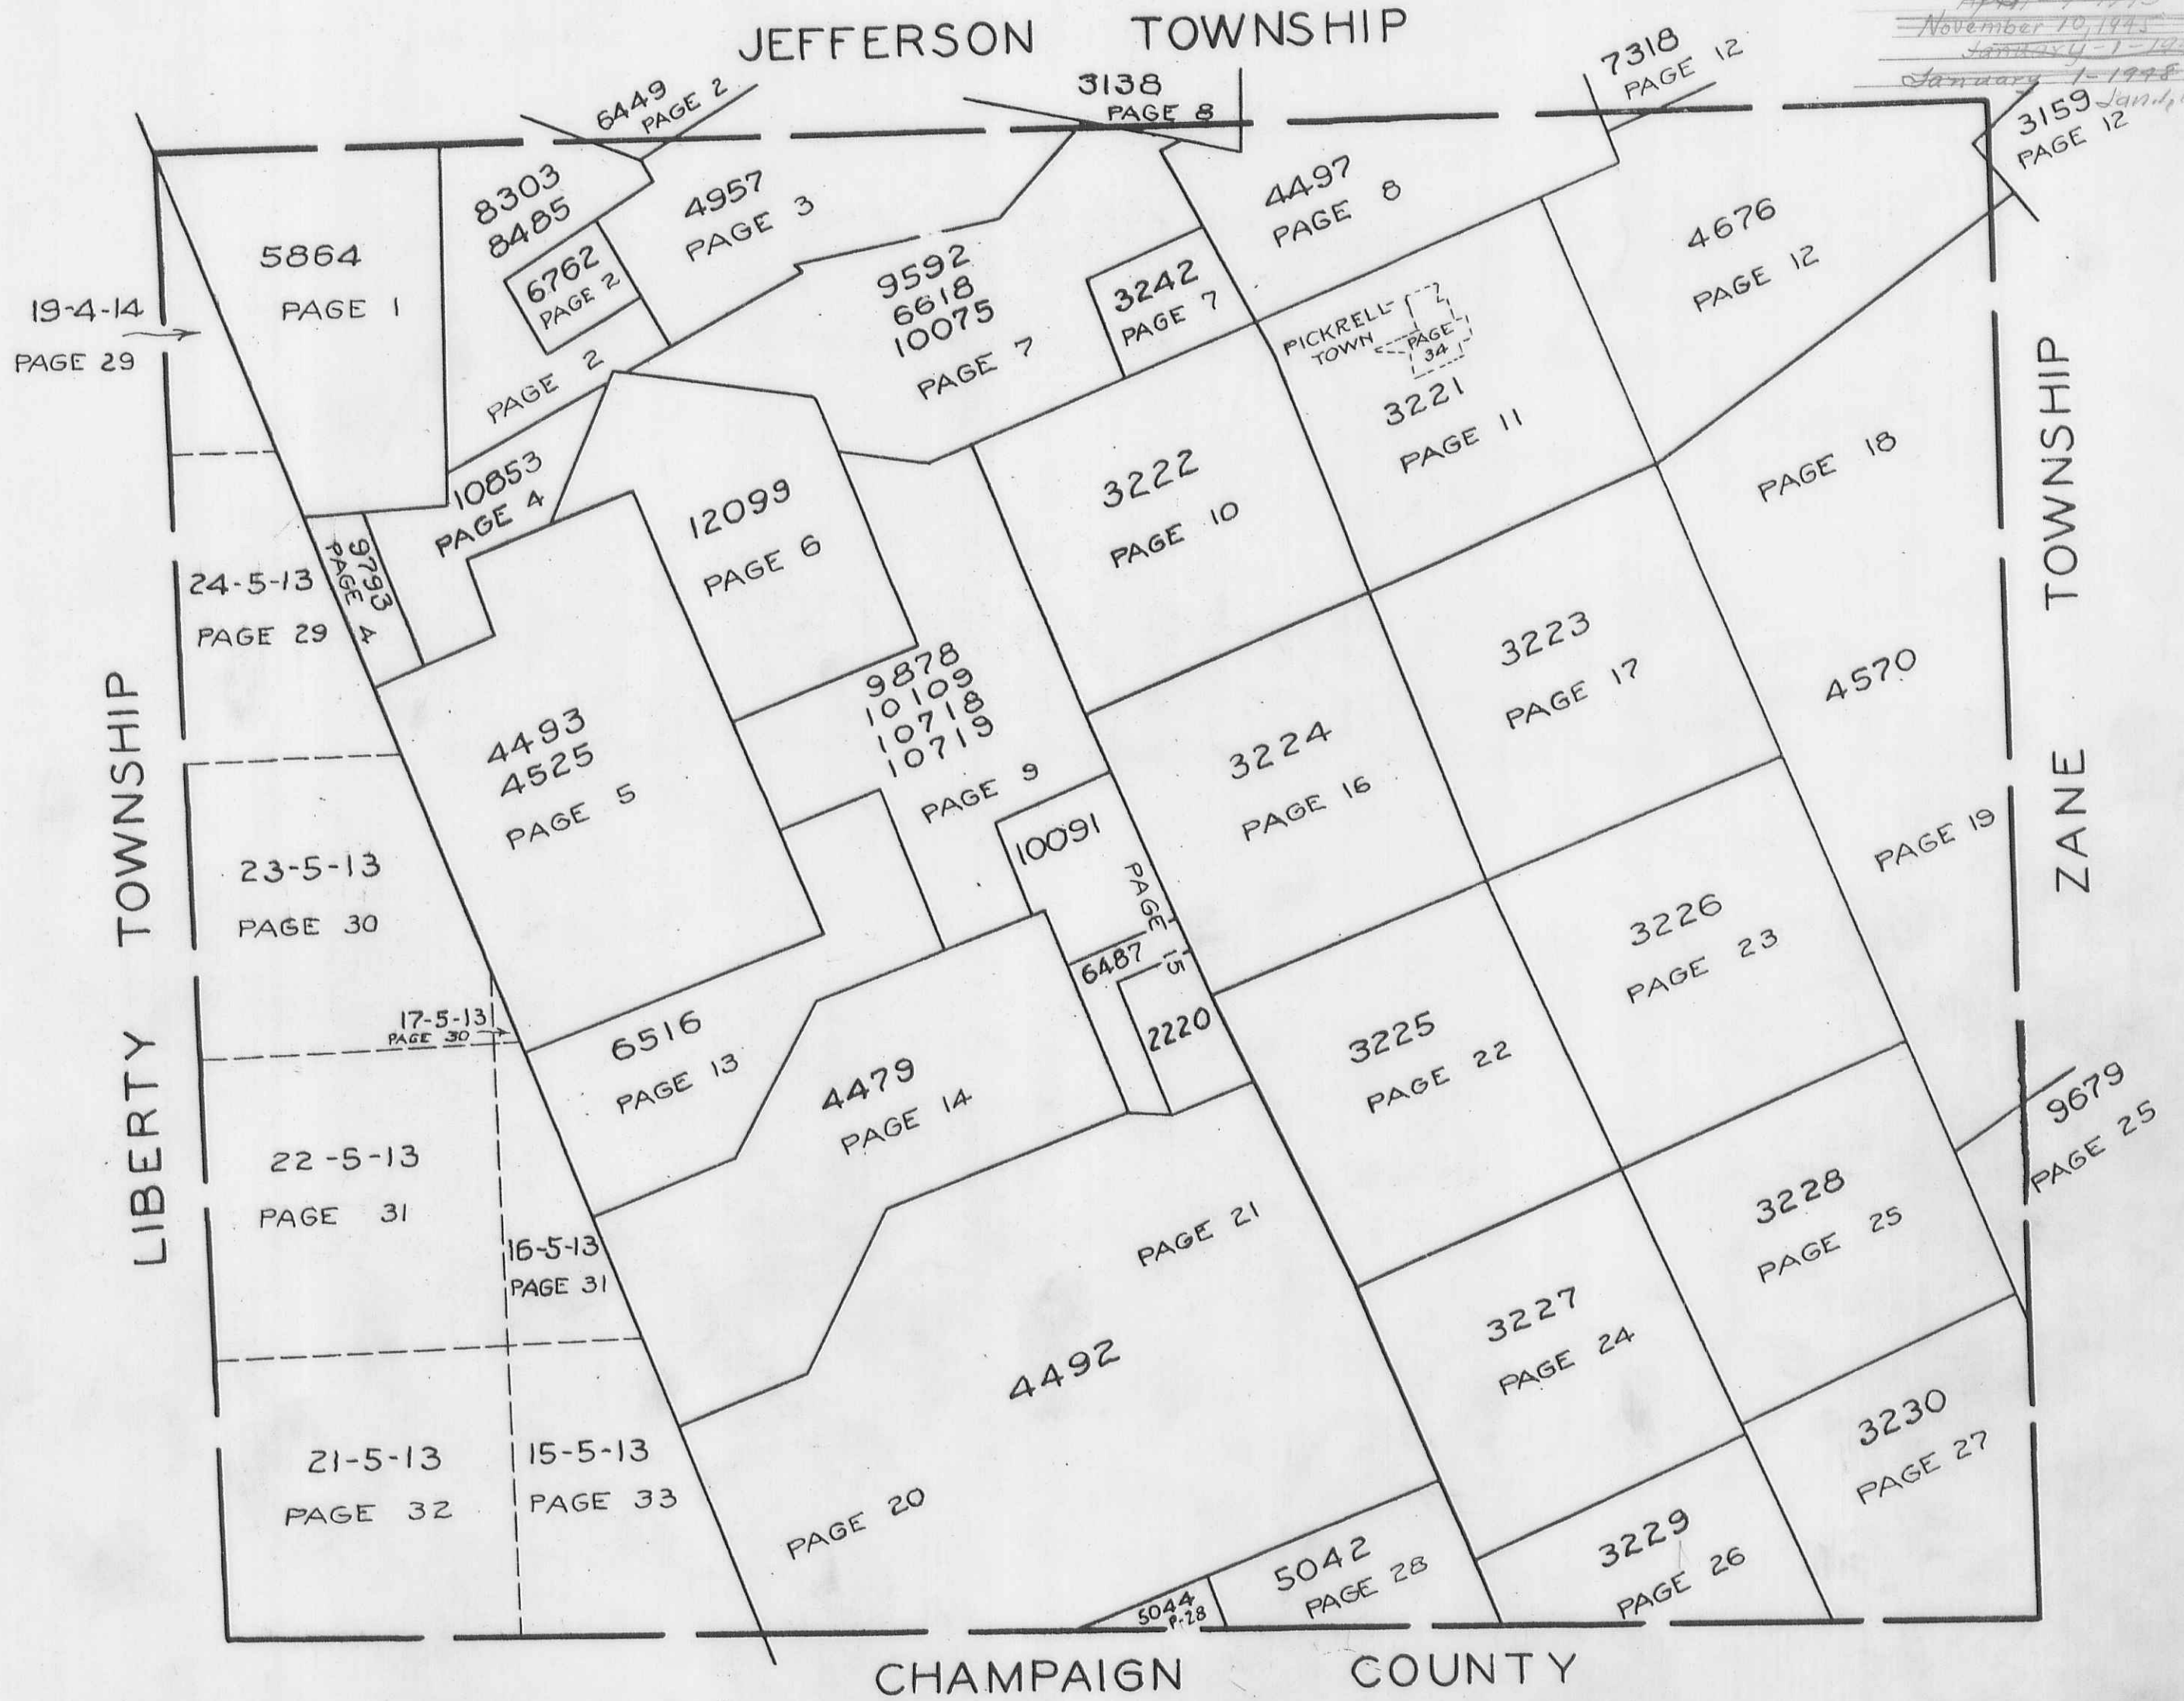 JEFFERSON TOWNSHIP
November 10, 1995
January 1-1998
6449
PAGE 2
3138
PAGE 8
7318
PAGE 12
3159
PAGE 12
5864
PAGE 1
8303
8485
6762
PAGE 2
PAGE 2
4957
PAGE 3
9592
6618
10075
PAGE 7
3242
PAGE 7
4497
PAGE 8
4676
PAGE 12
19-4-14
PAGE 29
PICKRELL-
TOWN
PAGE
34
3221
PAGE 11
10853
PAGE 4
9793
PAGE 4
12099
PAGE 6
3222
PAGE 10
PAGE 18
24-5-13
PAGE 29
4493
4525
PAGE 5
9878
10109
10718
10719
PAGE 9
3223
PAGE 17
4570
3224
PAGE 16
PAGE 19
LIBERTY TOWNSHIP
ZANE TOWNSHIP
23-5-13
PAGE 30
10091
PAGE 15
6487
2220
3226
PAGE 23
17-5-13
PAGE 30
6516
PAGE 13
4479
PAGE 14
3225
PAGE 22
9679
PAGE 25
22-5-13
PAGE 31
16-5-13
PAGE 31
PAGE 21
3228
PAGE 25
4492
3227
PAGE 24
21-5-13
PAGE 32
15-5-13
PAGE 33
PAGE 20
3230
PAGE 27
5044
P-28
5042
PAGE 28
3229
PAGE 26
CHAMPAIGN COUNTY